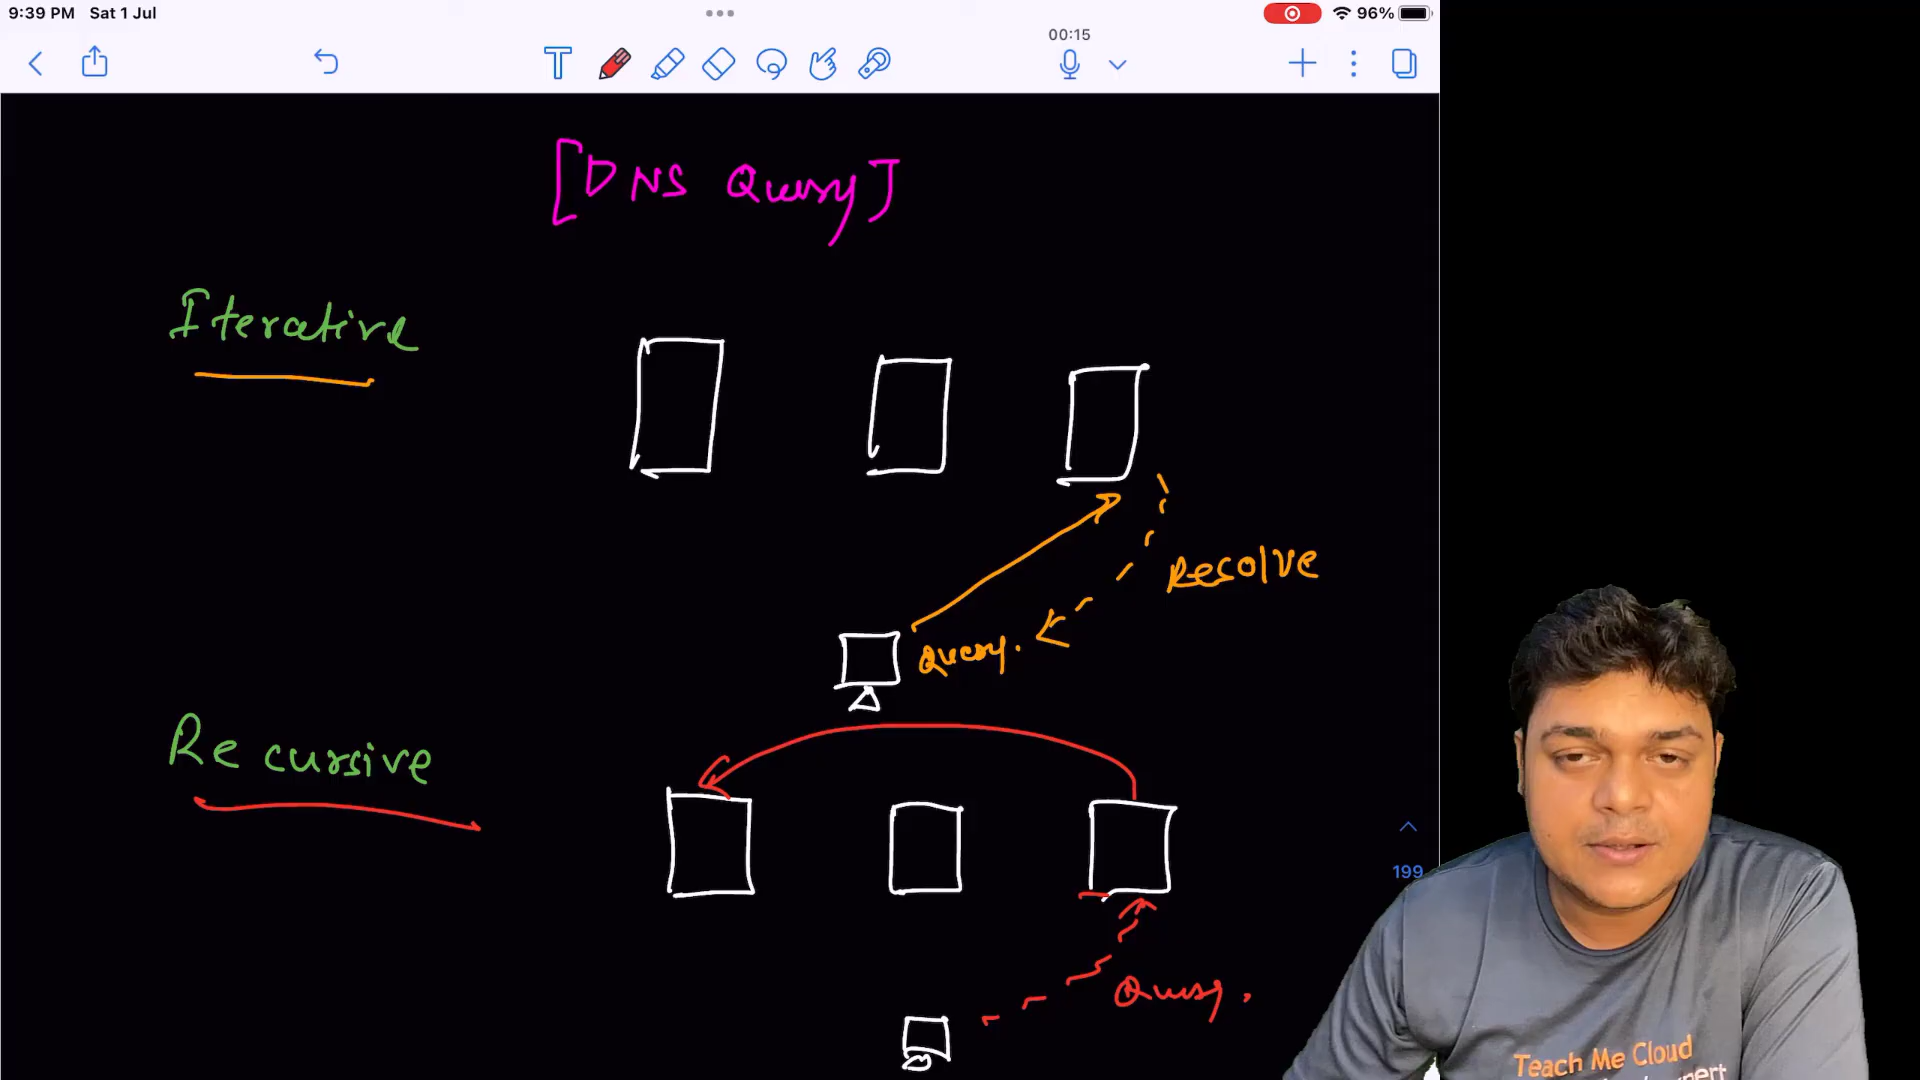 9:39 PM Sat 1 Jul
96%
00:15
T
[DNS Query]
Iterative
Resolve
Query.
Recursive
199
Query.
Teach Me Cloud